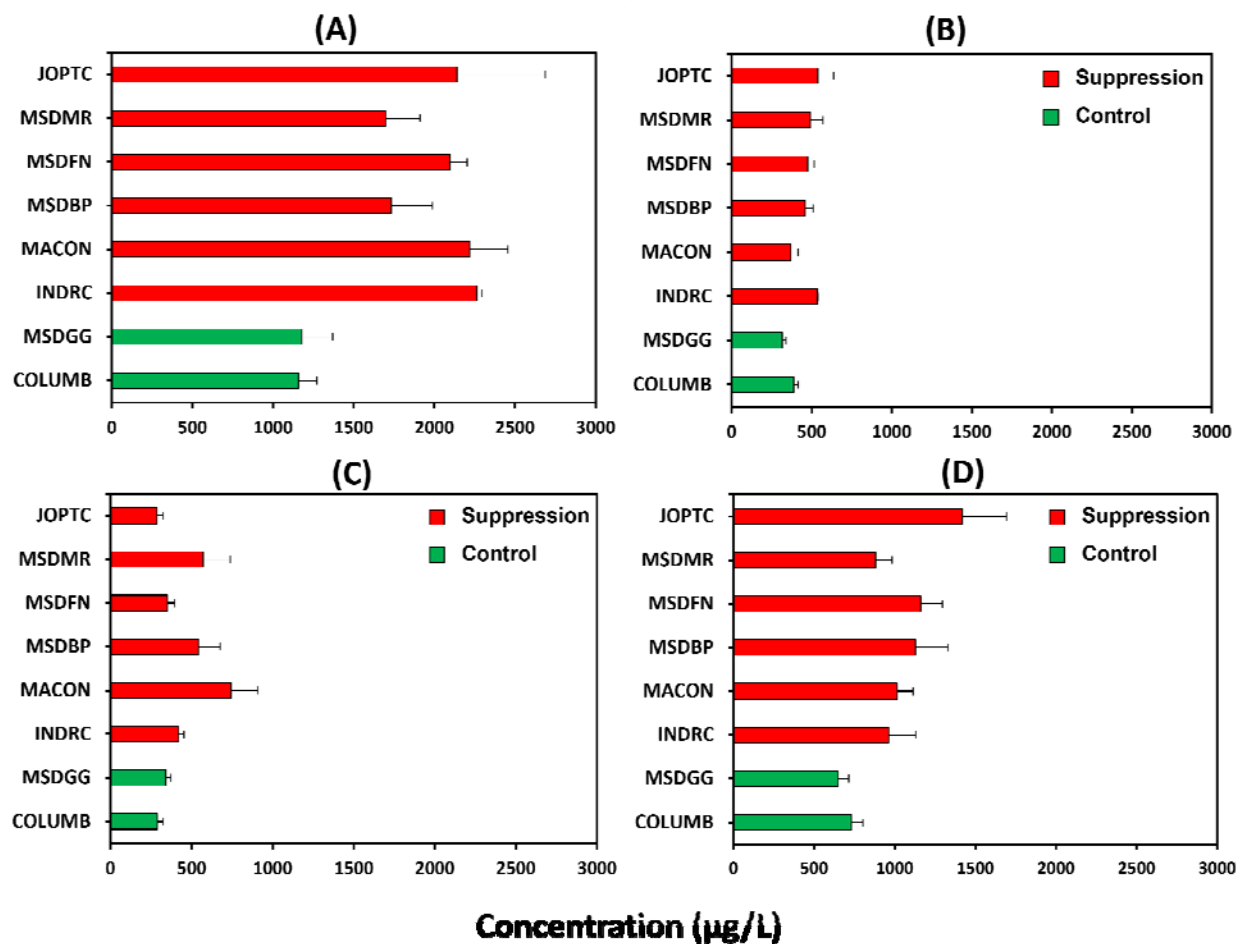 (A)
JOPTC
MSDMR
MSDFN
MSDBP
MACON
INDRC
MSDGG
COLUMB
0 500 1000 1500 2000 2500 3000
(B)
JOPTC
MSDMR
MSDFN
MSDBP
MACON
INDRC
MSDGG
COLUMB
Suppression
Control
0 500 1000 1500 2000 2500 3000
(C)
JOPTC
MSDMR
MSDFN
MSDBP
MACON
INDRC
MSDGG
COLUMB
Suppression
Control
0 500 1000 1500 2000 2500 3000
(D)
JOPTC
MSDMR
MSDFN
MSDBP
MACON
INDRC
MSDGG
COLUMB
Suppression
Control
0 500 1000 1500 2000 2500 3000
Concentration (µg/L)